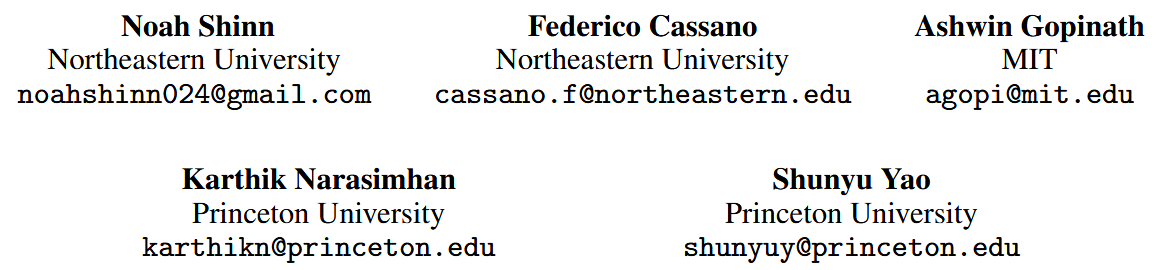 Noah Shinn
Northeastern University
noahshinn024@gmail.com
Federico Cassano
Northeastern University
cassano.f@northeastern.edu
Ashwin Gopinath
MIT
agopi@mit.edu
Karthik Narasimhan
Princeton University
karthikn@princeton.edu
Shunyu Yao
Princeton University
shunyuy@princeton.edu